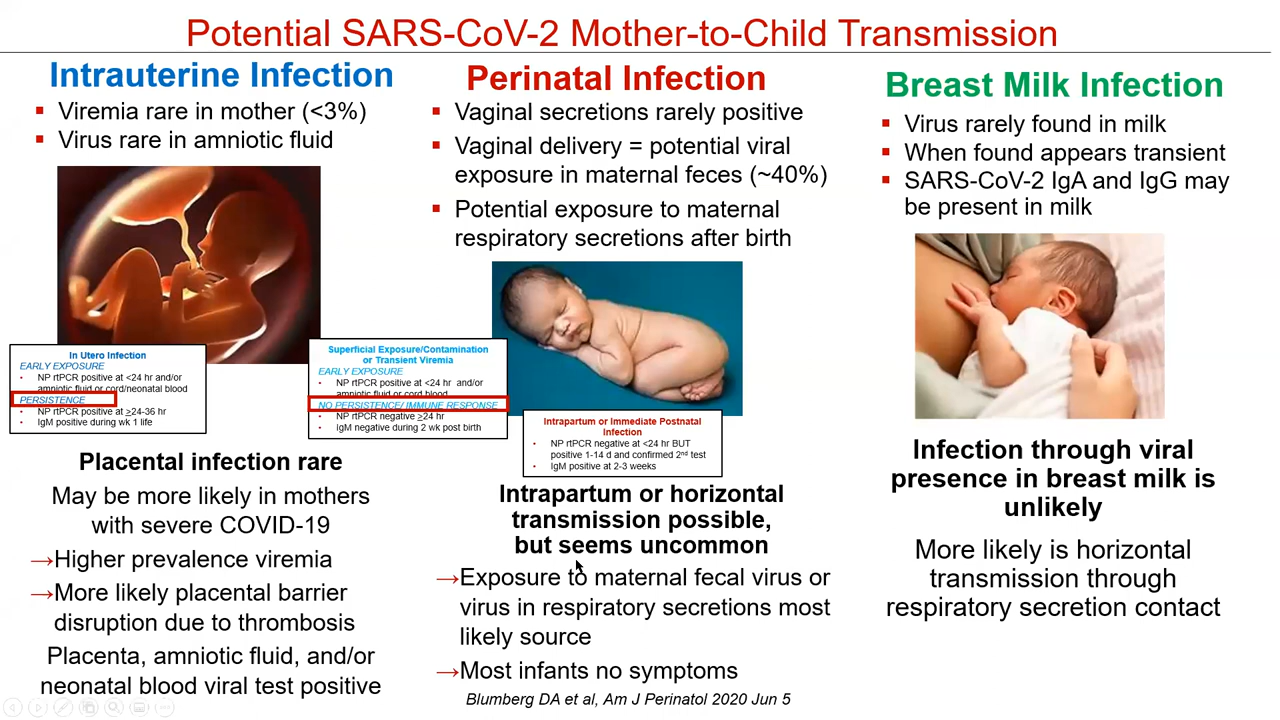 Potential SARS-CoV-2 Mother-to-Child Transmission
Intrauterine Infection
▪ Viremia rare in mother (<3%)
▪ Virus rare in amniotic fluid
In Utero Infection
EARLY EXPOSURE
• NP rtPCR positive at <24 hr and/or
amniotic fluid or cord/neonatal blood
PERSISTENCE
• NP rtPCR positive at ≥24-36 hr
• IgM positive during wk 1 life
Placental infection rare
May be more likely in mothers
with severe COVID-19
→Higher prevalence viremia
→More likely placental barrier
disruption due to thrombosis
Placenta, amniotic fluid, and/or
neonatal blood viral test positive
Superficial Exposure/Contamination
or Transient Viremia
EARLY EXPOSURE
• NP rtPCR positive at <24 hr and/or
amniotic fluid or cord blood
NO PERSISTENCE/ IMMUNE RESPONSE
• NP rtPCR negative ≥24 hr
• IgM negative during 2 wk post birth
Perinatal Infection
▪ Vaginal secretions rarely positive
▪ Vaginal delivery = potential viral
exposure in maternal feces (~40%)
▪ Potential exposure to maternal
respiratory secretions after birth
Intrapartum or Immediate Postnatal
Infection
• NP rtPCR negative at <24 hr BUT
positive 1-14 d and confirmed 2nd test
• IgM positive at 2-3 weeks
Intrapartum or horizontal
transmission possible,
but seems uncommon
→Exposure to maternal fecal virus or
virus in respiratory secretions most
likely source
→Most infants no symptoms
Blumberg DA et al, Am J Perinatol 2020 Jun 5
Breast Milk Infection
▪ Virus rarely found in milk
▪ When found appears transient
▪ SARS-CoV-2 IgA and IgG may
be present in milk
Infection through viral
presence in breast milk is
unlikely
More likely is horizontal
transmission through
respiratory secretion contact